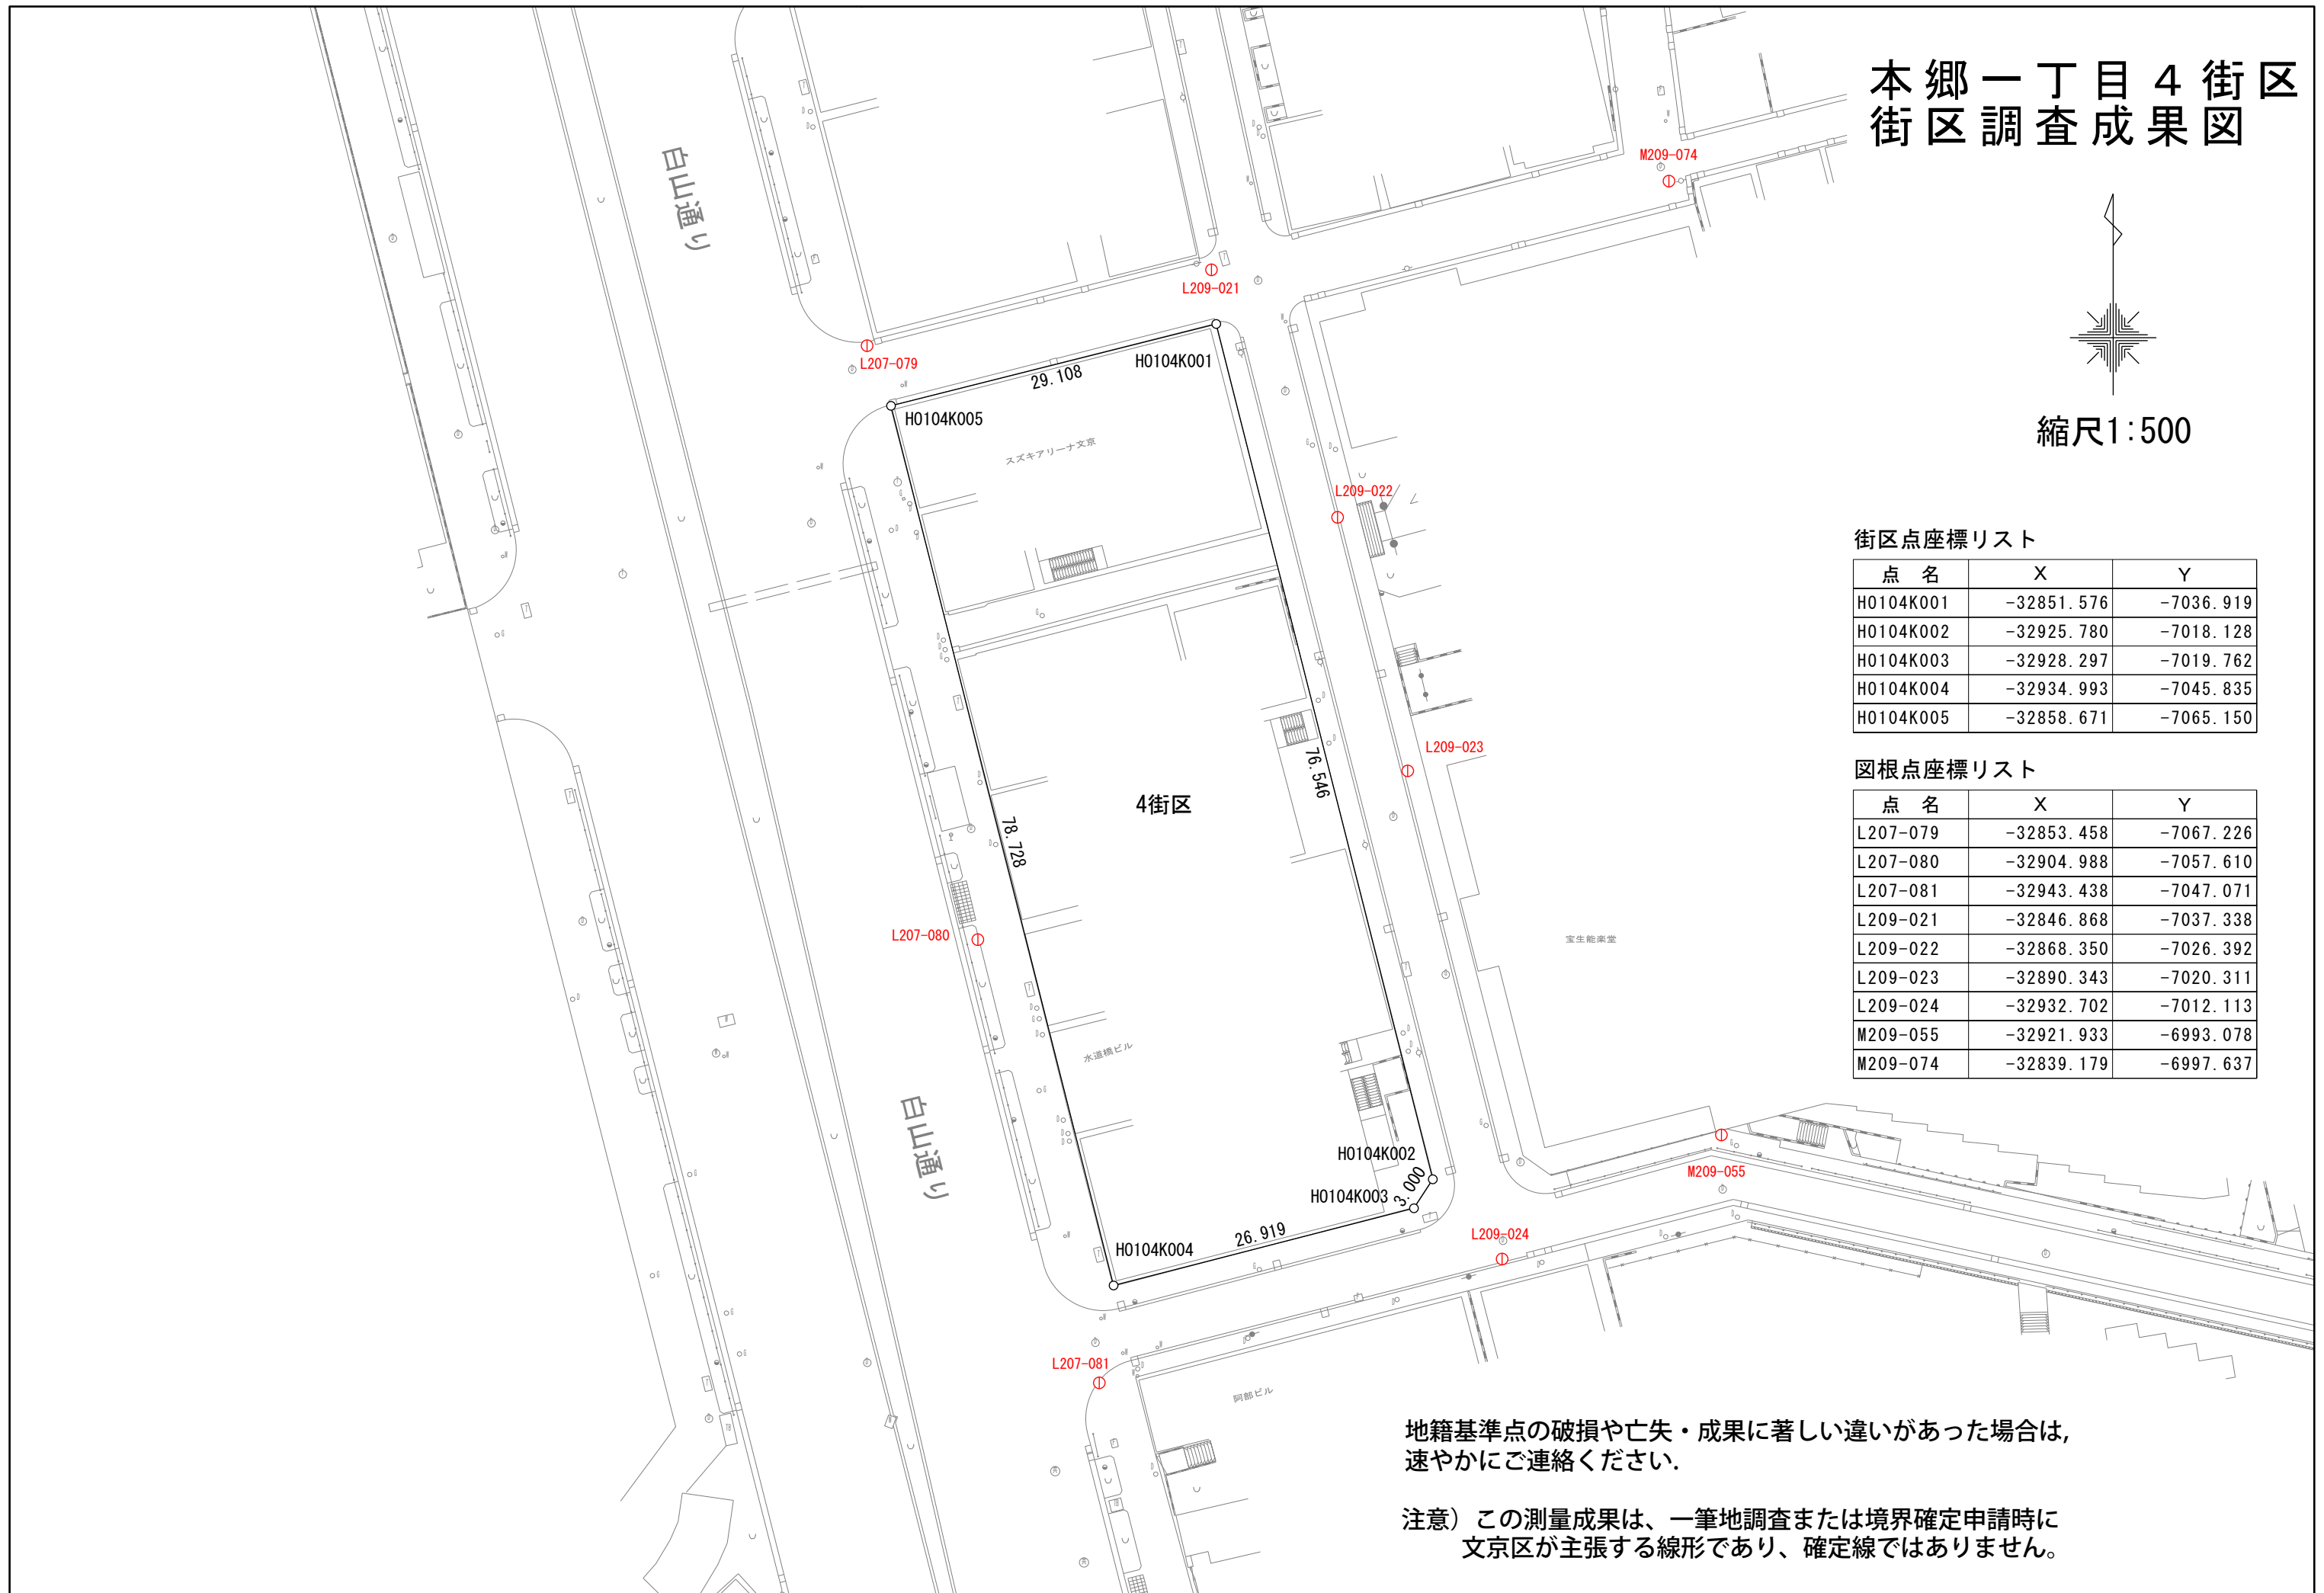 本郷一丁目4街区
街区調査成果図
縮尺1:500
白山通り
M209-074
L209-021
L207-079
H0104K001
29.108
H0104K005
スズキアリーナ文京
L209-022
L209-023
76.546
4街区
78.728
L207-080
宝生能楽堂
水道橋ビル
白山通り
H0104K002
3.000
H0104K003
M209-055
L209-024
26.919
H0104K004
L207-081
阿部ビル
街区点座標リスト
点 名 X Y
H0104K001 -32851.576 -7036.919
H0104K002 -32925.780 -7018.128
H0104K003 -32928.297 -7019.762
H0104K004 -32934.993 -7045.835
H0104K005 -32858.671 -7065.150
図根点座標リスト
点 名 X Y
L207-079 -32853.458 -7067.226
L207-080 -32904.988 -7057.610
L207-081 -32943.438 -7047.071
L209-021 -32846.868 -7037.338
L209-022 -32868.350 -7026.392
L209-023 -32890.343 -7020.311
L209-024 -32932.702 -7012.113
M209-055 -32921.933 -6993.078
M209-074 -32839.179 -6997.637
地籍基準点の破損や亡失・成果に著しい違いがあった場合は,
速やかにご連絡ください.
注意）この測量成果は、一筆地調査または境界確定申請時に
文京区が主張する線形であり、確定線ではありません。